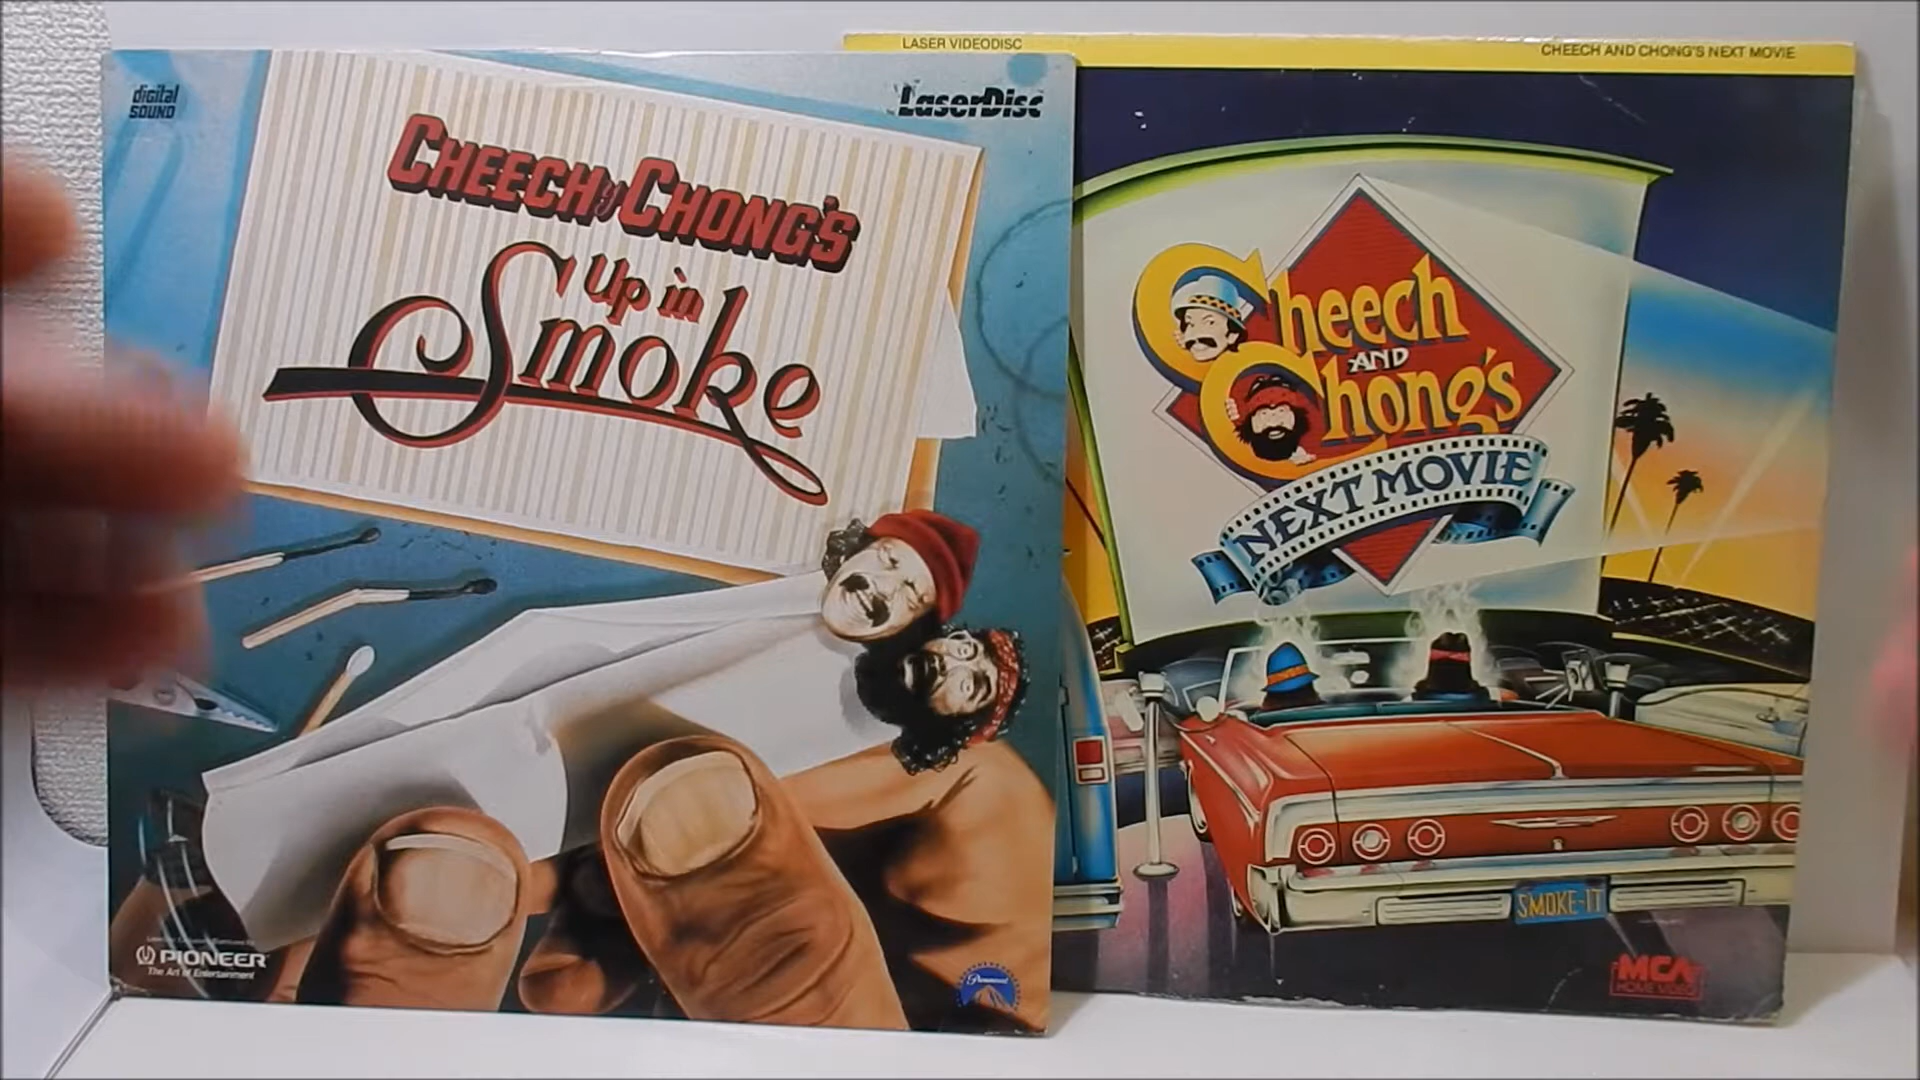 digital
SOUND
LaserDisc
CHEECH y CHONG'S
Up in
Smoke
PIONEER
The Art of Entertainment
Paramount
LASER VIDEODISC
CHEECH AND CHONG'S NEXT MOVIE
Cheech
AND
Chong's
NEXT MOVIE
SMOKE-IT
MCA
HOME VIDEO